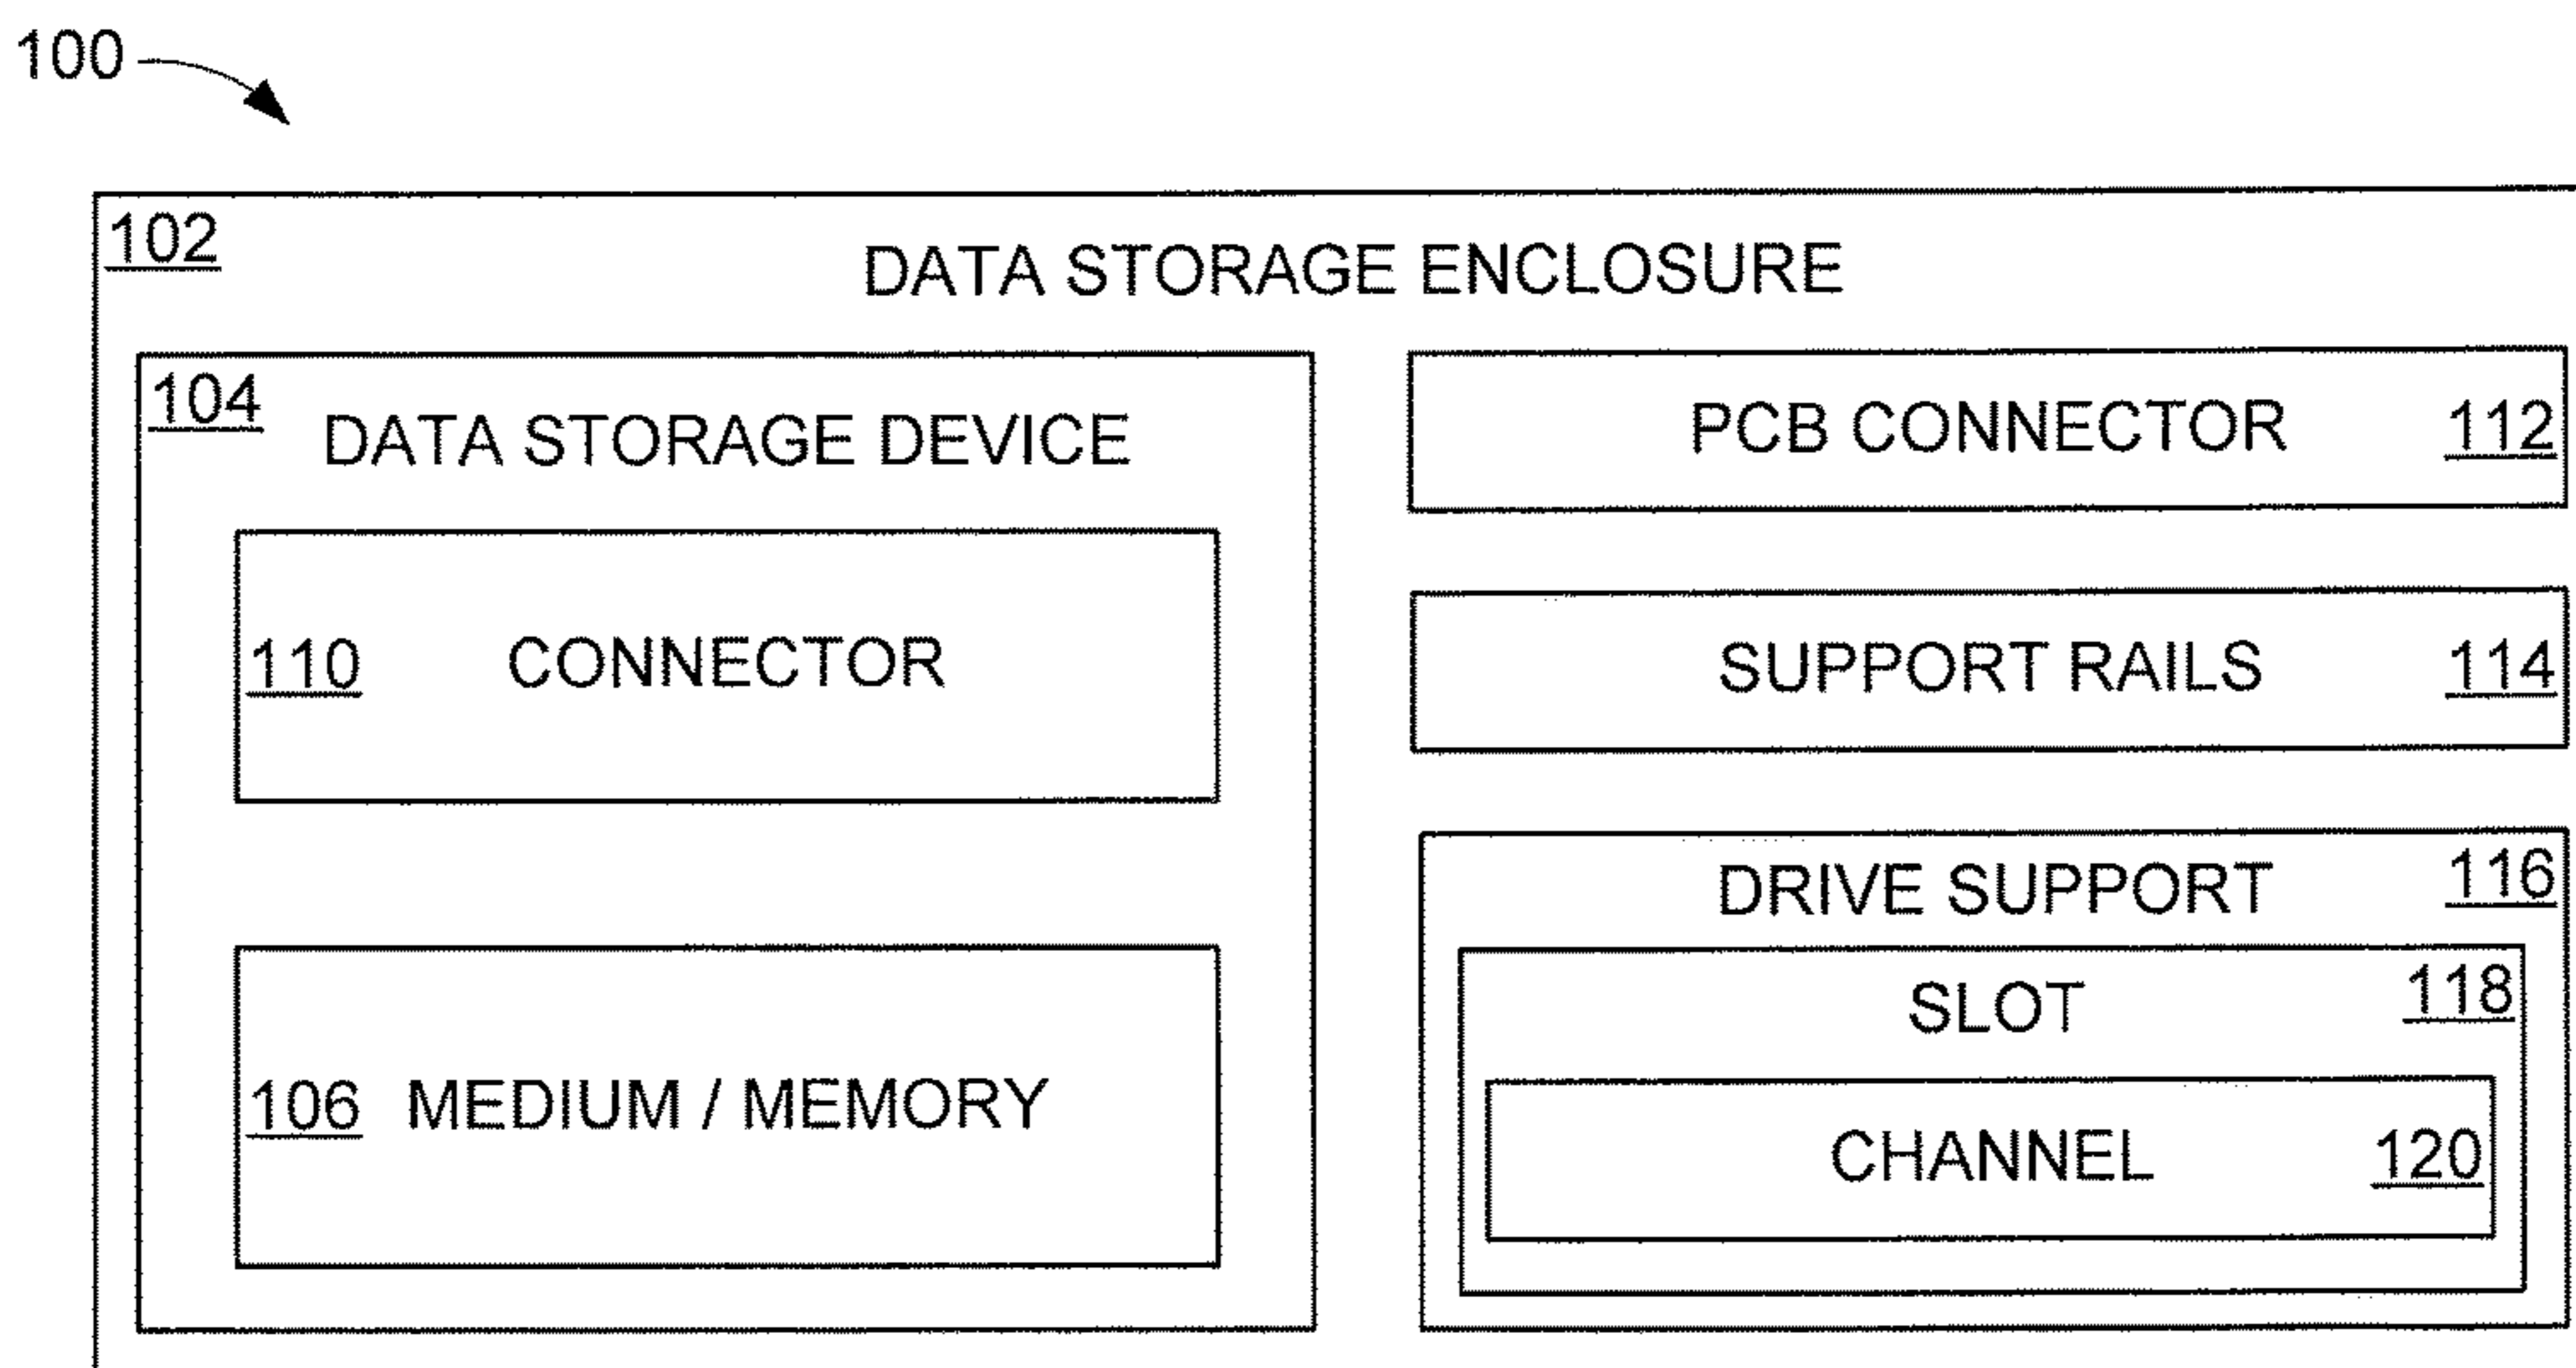 100
102
DATA STORAGE ENCLOSURE
104
DATA STORAGE DEVICE
110 CONNECTOR
106 MEDIUM / MEMORY
PCB CONNECTOR 112
SUPPORT RAILS 114
DRIVE SUPPORT 116
SLOT 118
CHANNEL 120